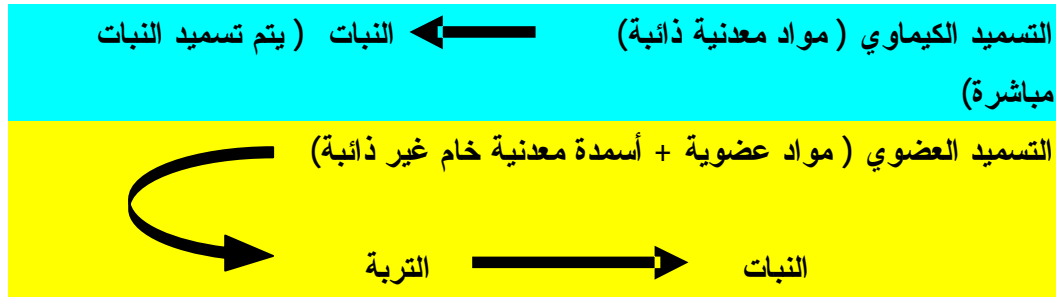 التسميد الكيماوي ( مواد معدنية ذائبة) النبات ( يتم تسميد النبات
مباشرة)
التسميد العضوي ( مواد عضوية + أسمدة معدنية خام غير ذائبة)
النبات التربة